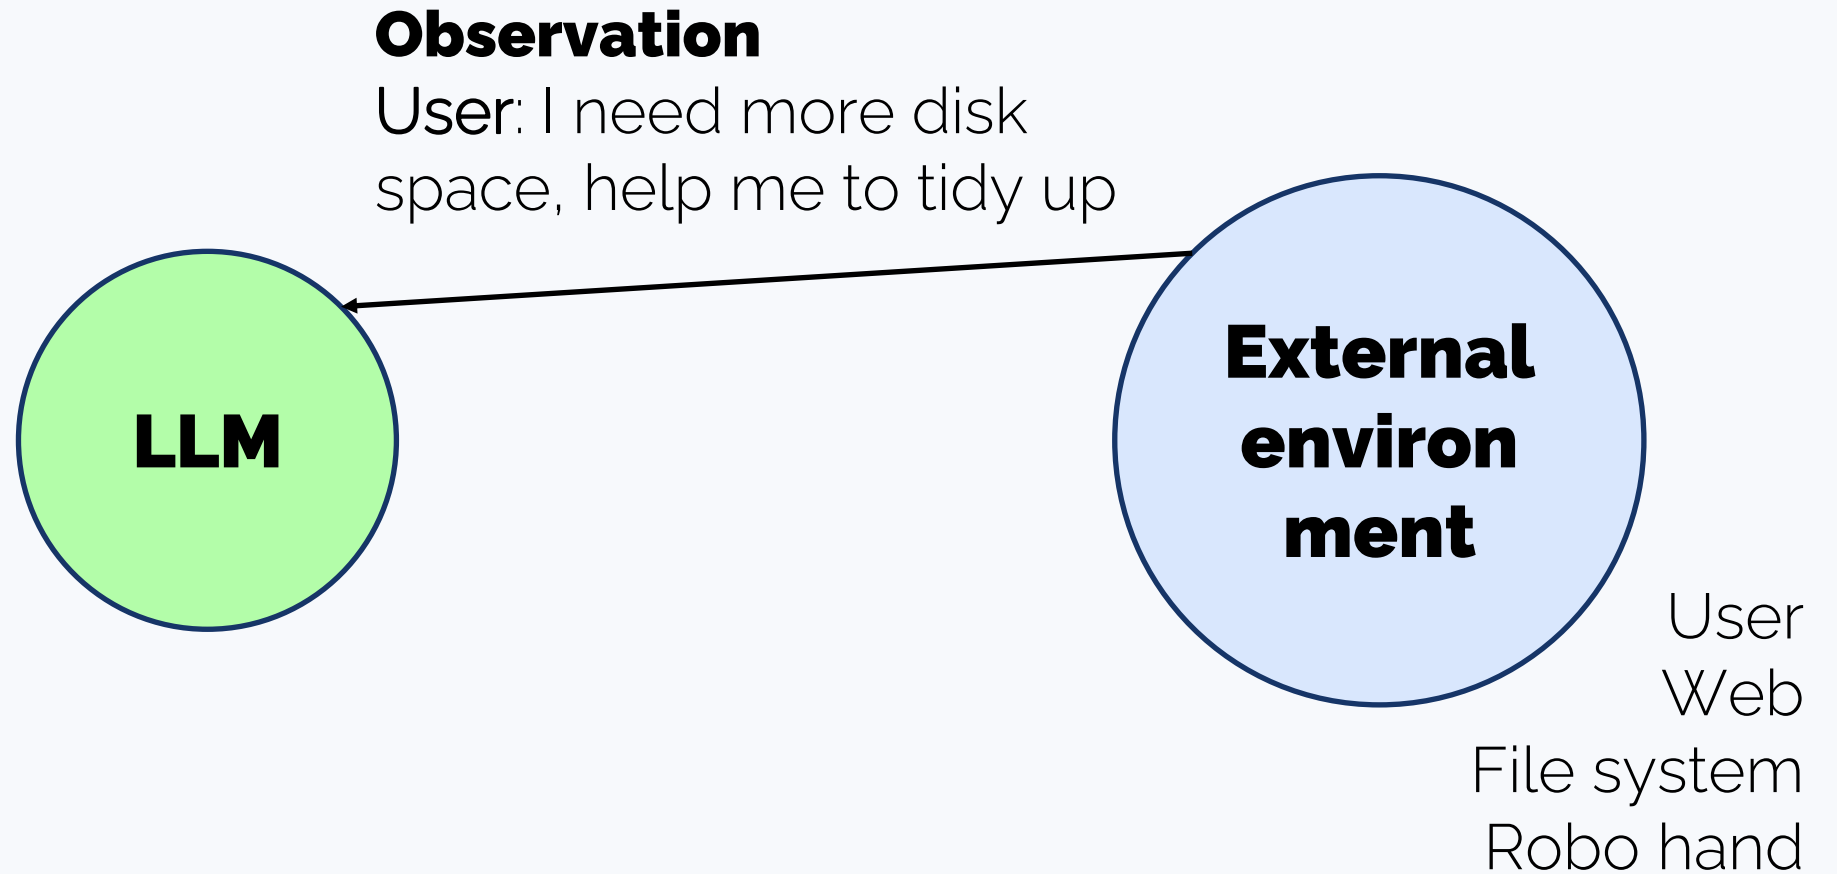 Observation
User: I need more disk
space, help me to tidy up
LLM
External
environ
ment
User
Web
File system
Robo hand